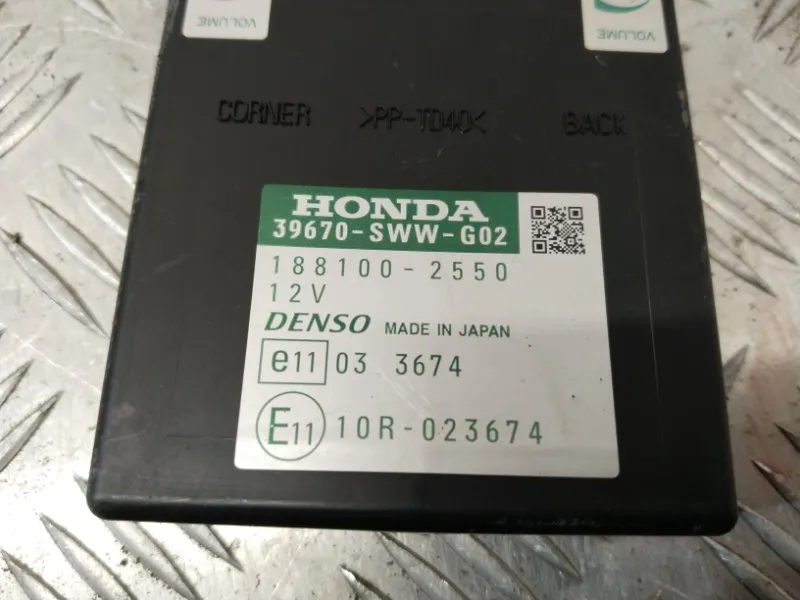 VOLUME VOLUME
CORNER >PP-TD40< BACK
HONDA
39670-SWW-G02
188100-2550
12V
DENSO MADE IN JAPAN
e11 03 3674
E11 10R-023674